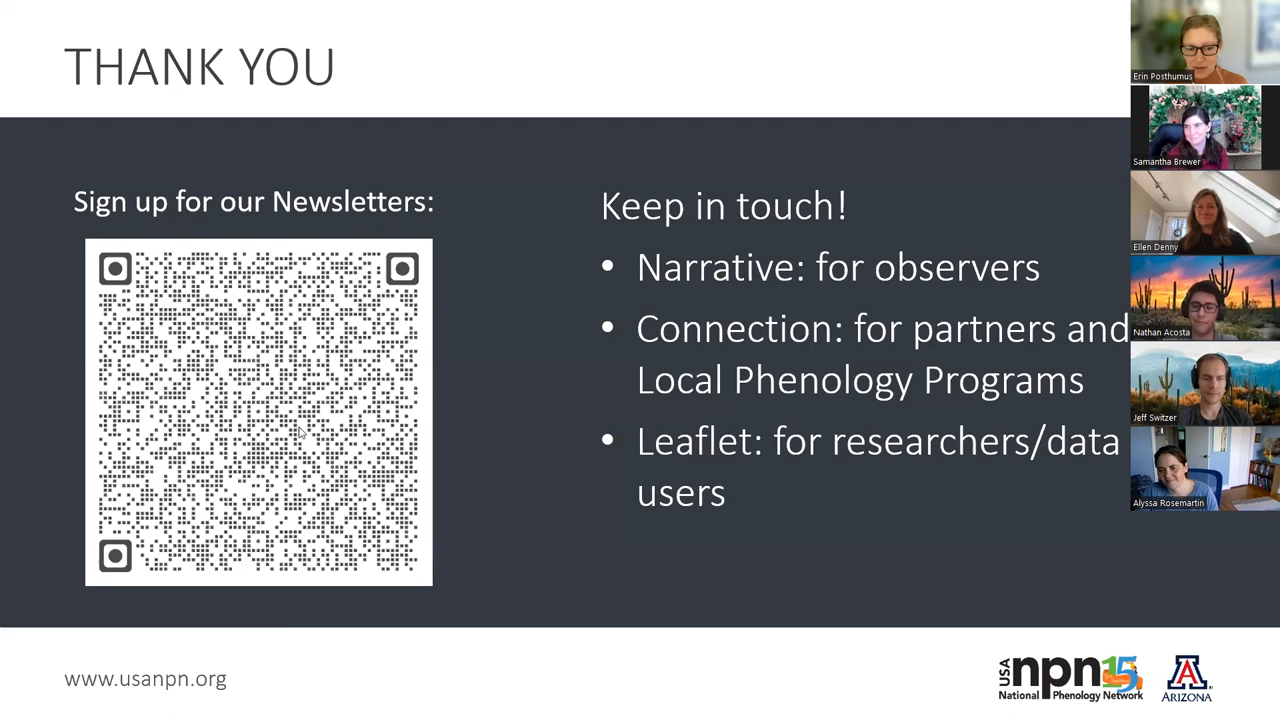 THANK YOU
Sign up for our Newsletters:
Keep in touch!
• Narrative: for observers
• Connection: for partners and
Local Phenology Programs
• Leaflet: for researchers/data
users
Erin Posthumus
Samantha Brewer
Ellen Denny
Nathan Acosta
Jeff Switzer
Alyssa Rosemartin
www.usanpn.org
USA npn 15
National Phenology Network
A
ARIZONA